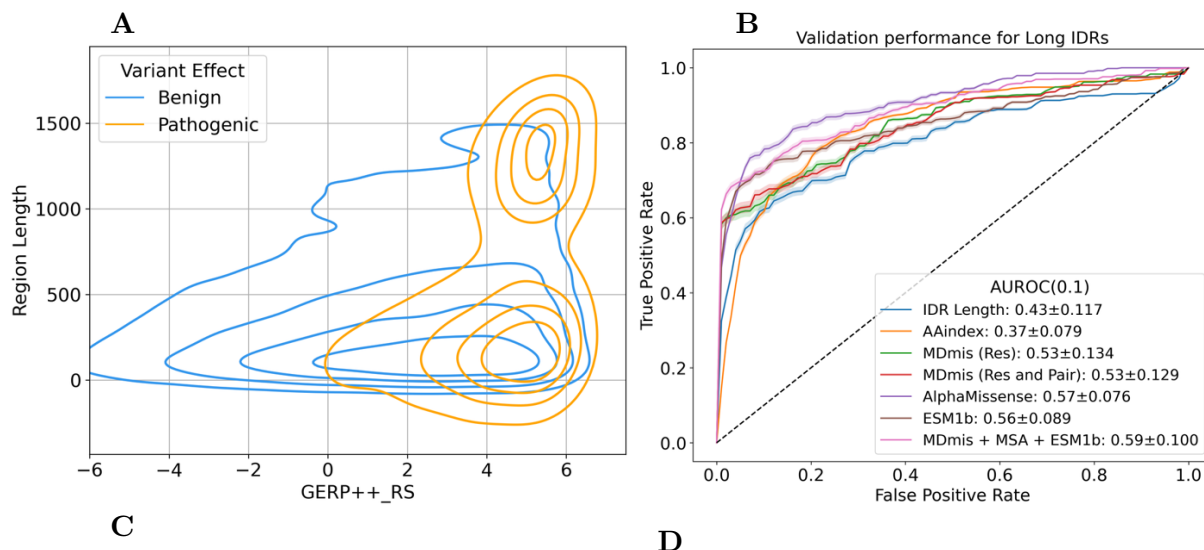 A
Variant Effect
Benign
Pathogenic
Region Length
1500
1000
500
0
−6
−4
−2
0
2
4
6
GERP++_RS
B
Validation performance for Long IDRs
True Positive Rate
1.0
0.8
0.6
0.4
0.2
0.0
AUROC(0.1)
IDR Length: 0.43±0.117
AAindex: 0.37±0.079
MDmis (Res): 0.53±0.134
MDmis (Res and Pair): 0.53±0.129
AlphaMissense: 0.57±0.076
ESM1b: 0.56±0.089
MDmis + MSA + ESM1b: 0.59±0.100
0.0
0.2
0.4
0.6
0.8
1.0
False Positive Rate
C
D